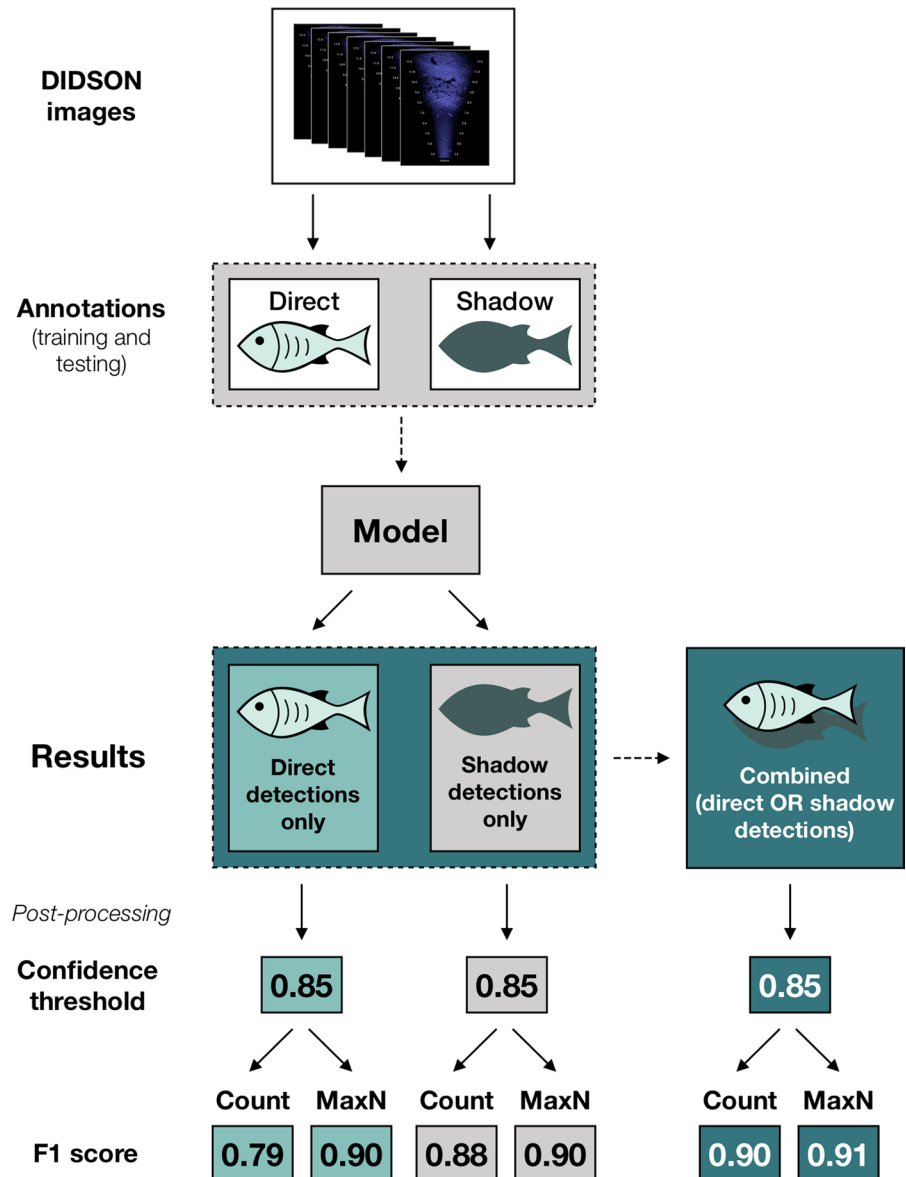 DIDSON
images
Annotations
(training and
testing)
Direct
Shadow
Model
Results
Direct
detections
only
Shadow
detections
only
Combined
(direct OR shadow
detections)
Post-processing
Confidence
threshold
0.85
0.85
0.85
Count MaxN Count MaxN Count MaxN
F1 score
0.79 0.90 0.88 0.90 0.90 0.91